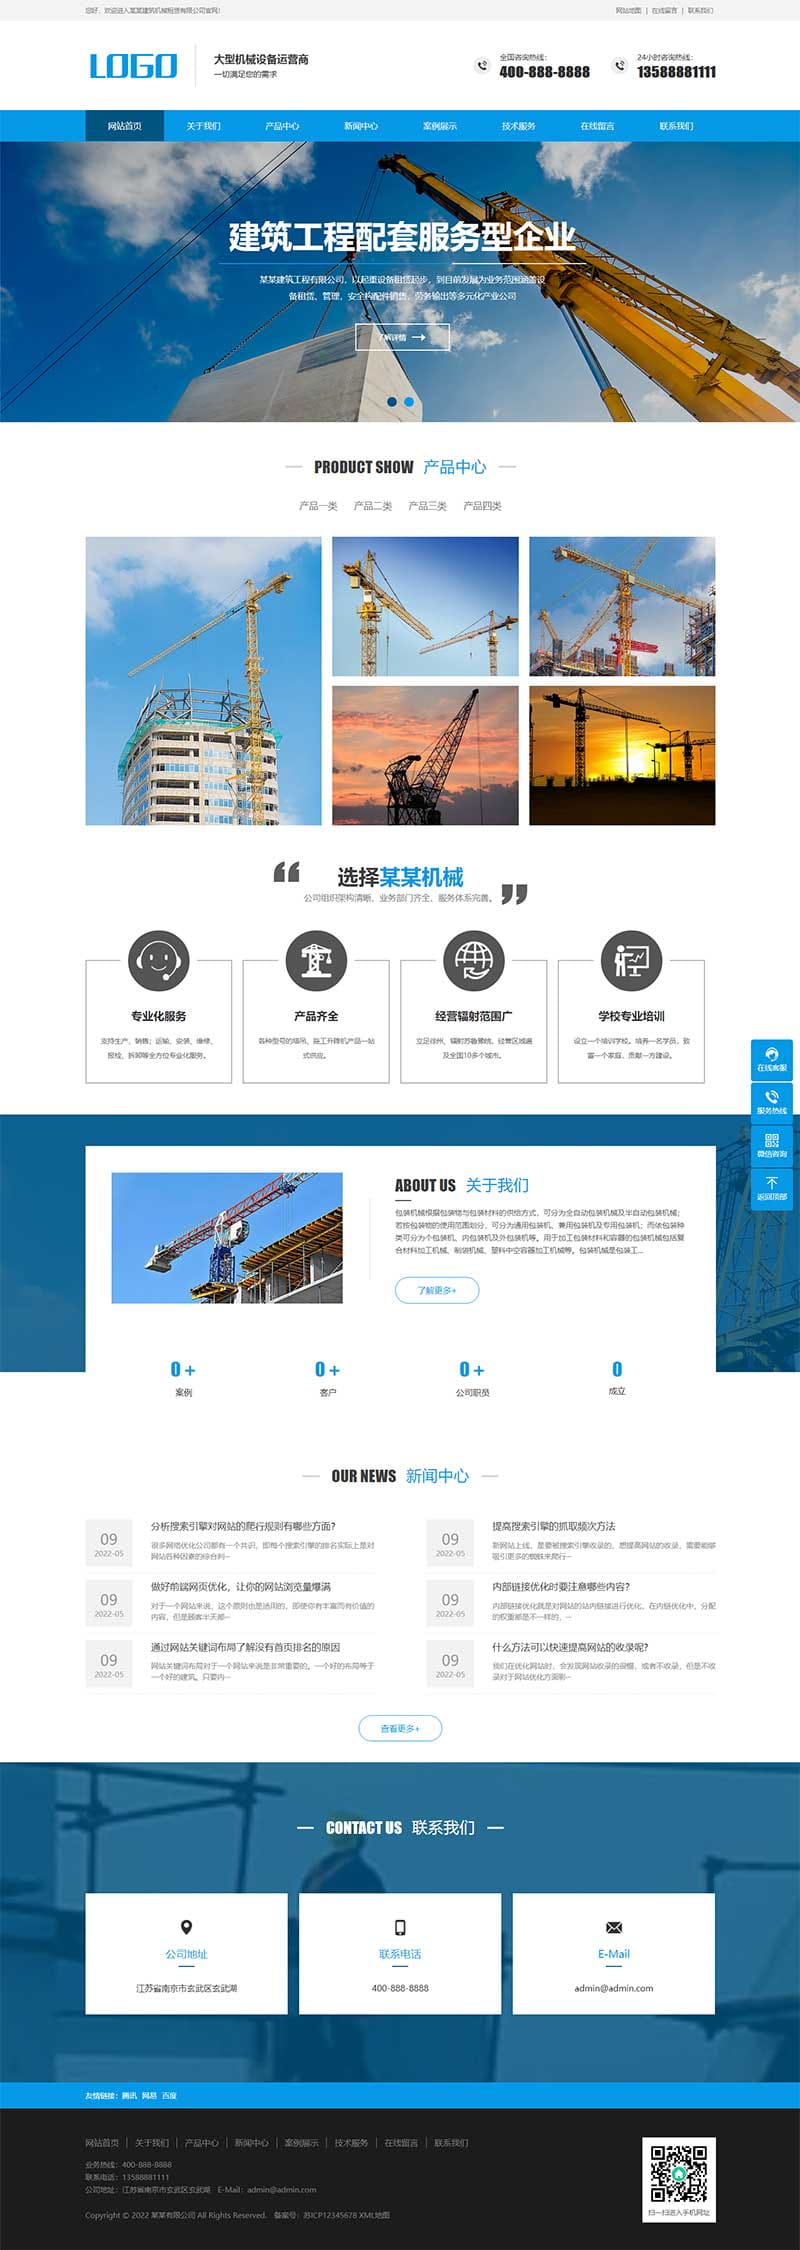 您好，欢迎进入某某建筑机械租赁有限公司官网！
网站地图 | 在线留言 | 联系我们
LOGO
大型机械设备运营商
一切满足您的需求
全国咨询热线：
400-888-8888
24小时咨询热线：
13588881111
网站首页 关于我们 产品中心 新闻中心 案例展示 技术服务 在线留言 联系我们
建筑工程配套服务型企业
某某建筑工程有限公司，以起重设备租赁起步，到目前发展为业务范围涵盖设
备租赁、管理，安全构配件销售，劳务输出等多元化产业公司
了解详情
PRODUCT SHOW 产品中心
产品一类 产品二类 产品三类 产品四类
“ 选择某某机械
公司组织架构清晰、业务部门齐全、服务体系完善。 ”
专业化服务
支持生产、销售；运输、安装、维修、
报检、拆卸等全方位专业化服务。
产品齐全
各种型号的塔吊、施工升降机产品一站
式供应。
经营辐射范围广
立足徐州、辐射苏鲁豫皖，经营区域遍
及全国10多个城市。
学校专业培训
设立一个培训学校。培养一名学员，致
富一个家庭、贡献一方建设。
在线客服
服务热线
微信咨询
返回顶部
ABOUT US 关于我们
包装机械根据包装物与包装材料的供给方式，可分为全自动包装机械及半自动包装机械；
若按包装物的使用范围划分，可分为通用包装机、兼用包装机及专用包装机；而依包装种
类可分为个包装机、内包装机及外包装机等。用于加工包装材料和容器的包装机械包括复
合材料加工机械、制袋机械、塑料中空容器加工机械等。包装机械是包装工...
了解更多+
0 + 0 + 0 + 0
案例 客户 公司职员 成立
OUR NEWS 新闻中心
09
2022-05
分析搜索引擎对网站的爬行规则有哪些方面?
很多网络优化公司都有一个共识，即每个搜索引擎的排名实际上是对
网站各种因素的综合判···
09
2022-05
提高搜索引擎的抓取频次方法
新网站上线，是要被搜索引擎收录的，想提高网站的收录，需要能够
吸引更多的蜘蛛来爬行···
09
2022-05
做好前端网页优化，让你的网站浏览量爆满
对于一个网站来说，这个原则也是适用的，即使你有丰富而有价值的
内容，但是顾客半天都···
09
2022-05
内部链接优化时要注意哪些内容?
内部链接优化就是对网站的站内链接进行优化，在内链优化中，分配
的权重都是不一样的，···
09
2022-05
通过网站关键词布局了解没有首页排名的原因
网站关键词布局对于一个网站来说是非常重要的。一个好的布局等于
一个好的建筑。只要内···
09
2022-05
什么方法可以快速提高网站的收录呢?
我们在优化网站时，会发现网站收录的很慢，或者不收录，但是不收
录对于网站优化方面影···
查看更多+
CONTACT US 联系我们
公司地址
江苏省南京市玄武区玄武湖
联系电话
400-888-8888
E-Mail
admin@admin.com
友情链接： 腾讯 网易 百度
网站首页 | 关于我们 | 产品中心 | 新闻中心 | 案例展示 | 技术服务 | 在线留言 | 联系我们
业务热线：400-888-8888
联系电话：13588881111
公司地址：江苏省南京市玄武区玄武湖 E-Mail：admin@admin.com
Copyright © 2022 某某有限公司 All Rights Reserved. 备案号：苏ICP12345678 XML地图
扫一扫进入手机网站